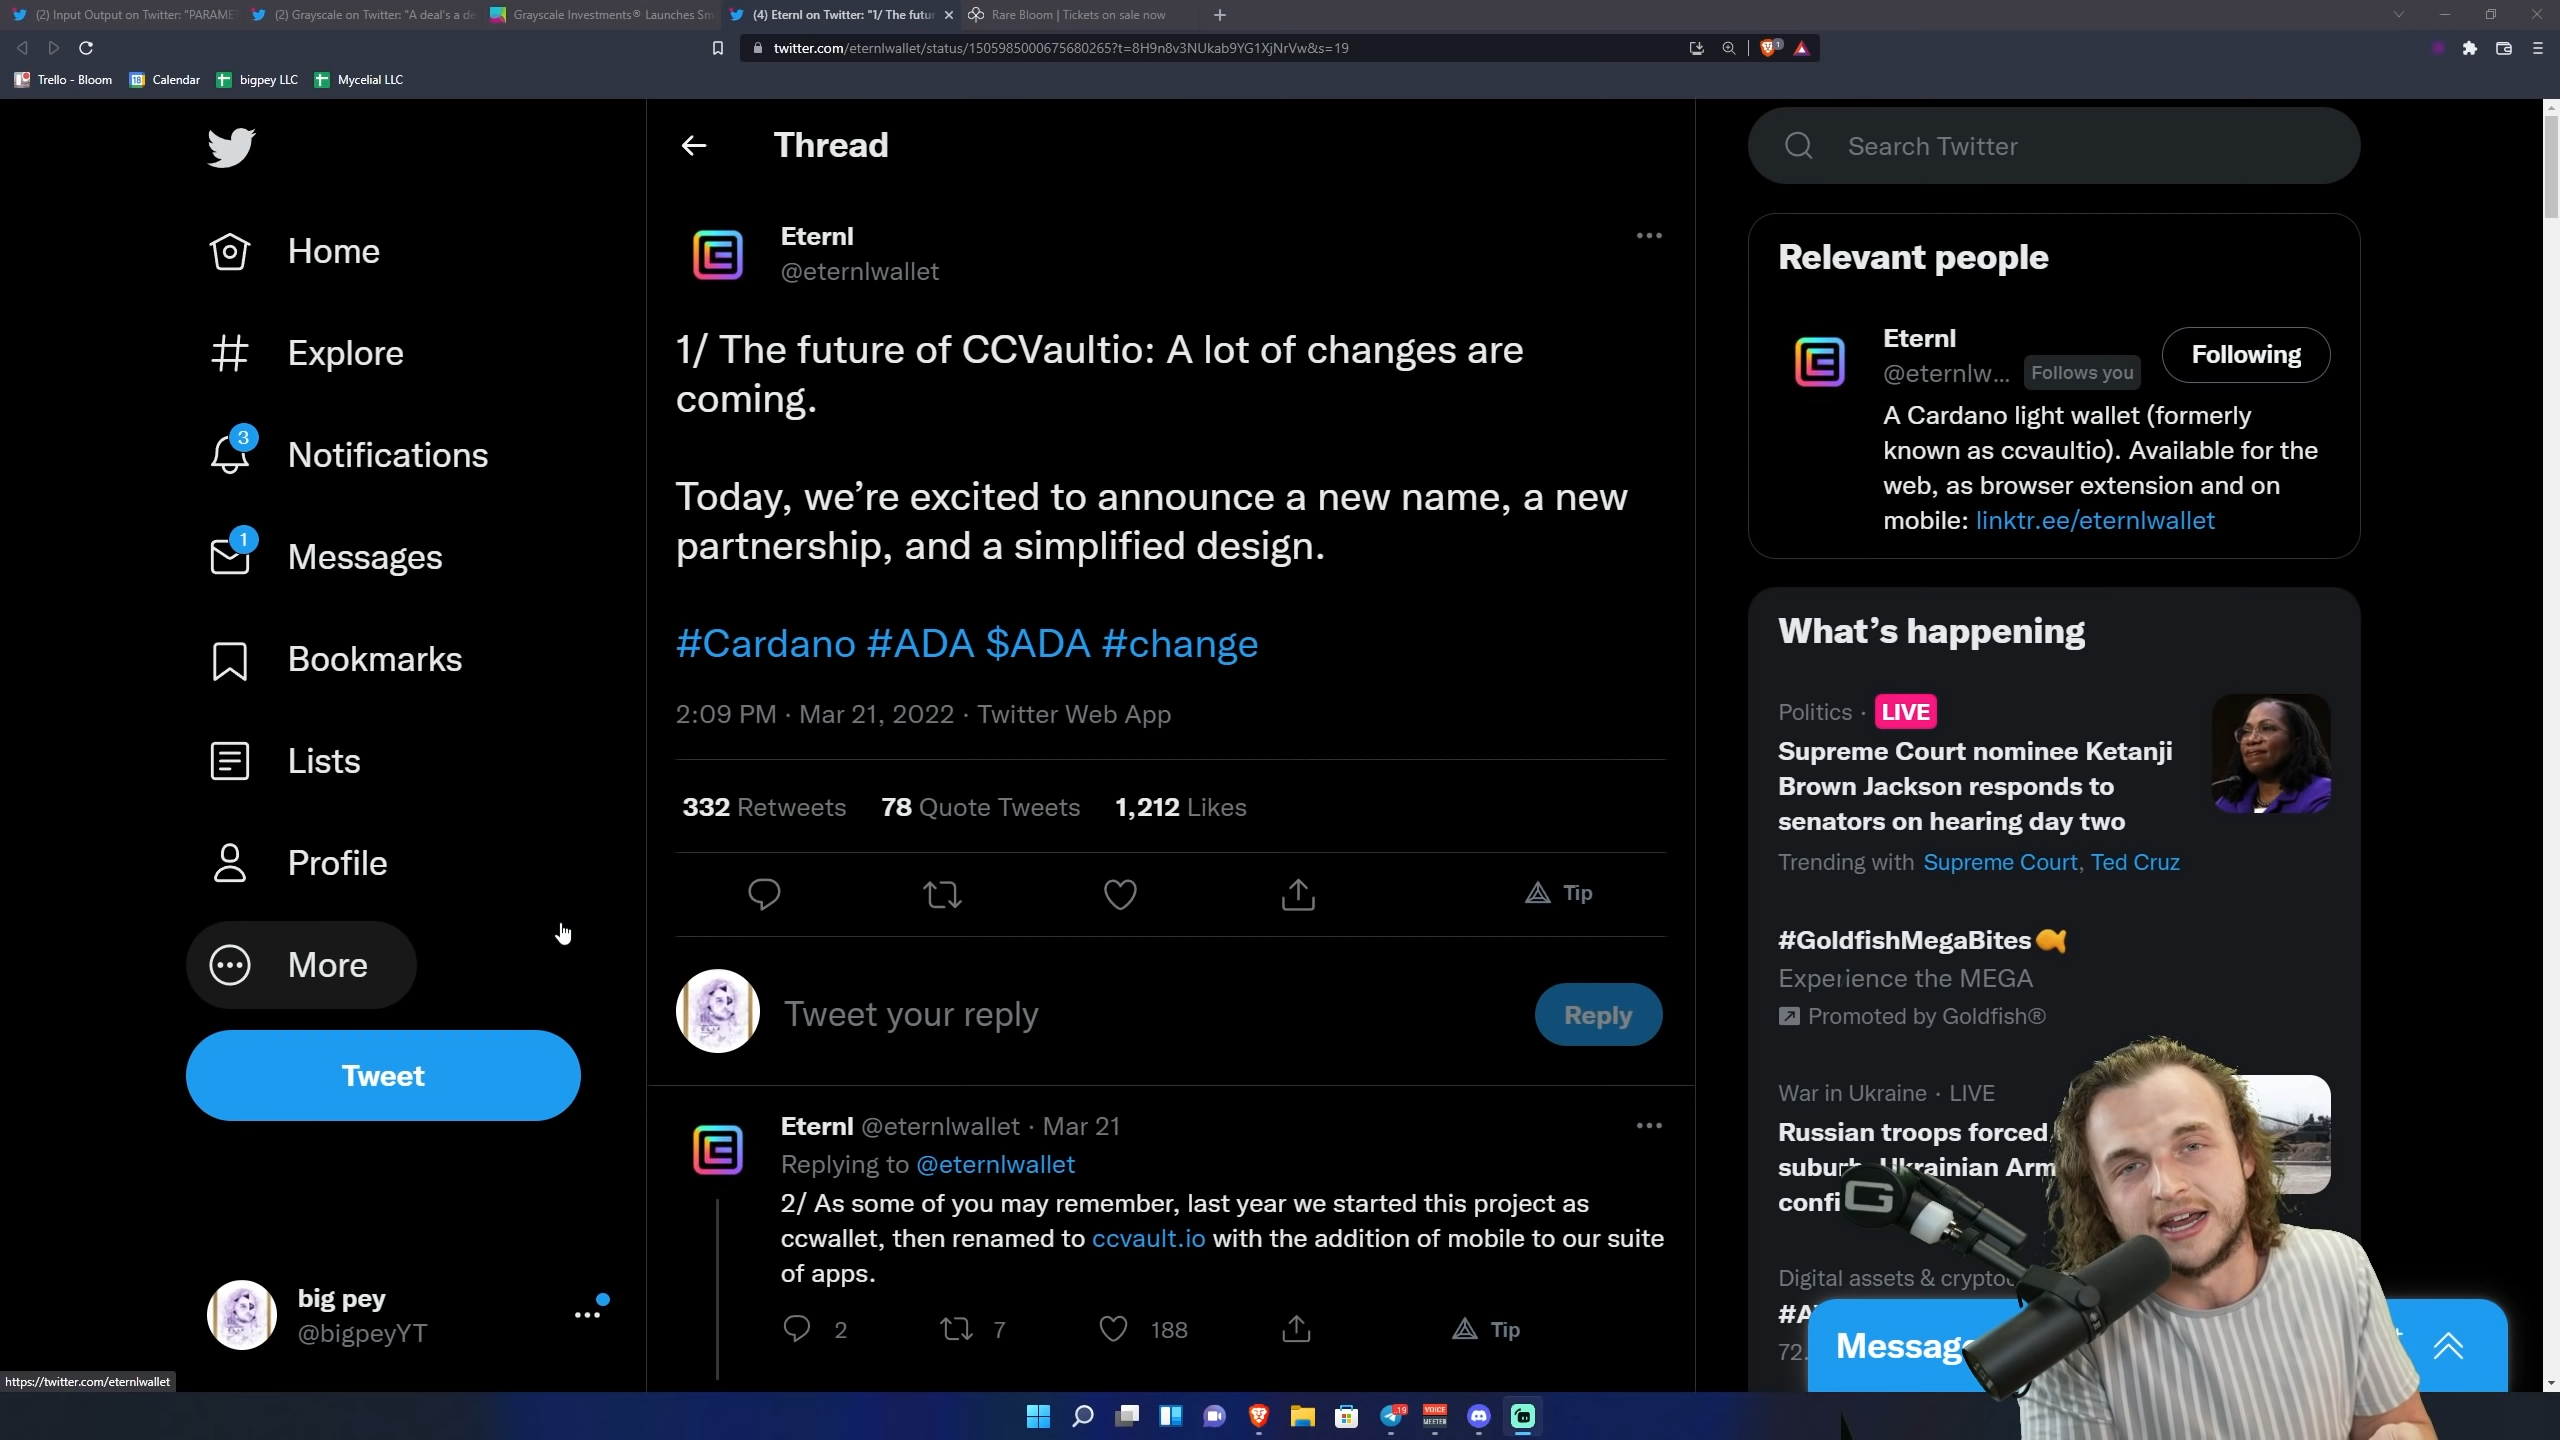 (2) Input Output on Twitter: "PARAME
(2) Grayscale on Twitter: "A deal's a de
Grayscale Investments® Launches Sm
(4) Eternl on Twitter: "1/ The futur
Rare Bloom | Tickets on sale now
twitter.com/eternlwallet/status/1505985000675680265?t=8H9n8v3NUkab9YG1XjNrVw&s=19
Trello - Bloom
Calendar
bigpey LLC
Mycelial LLC
Home
Explore
3
Notifications
1
Messages
Bookmarks
Lists
Profile
More
Tweet
big pey
@bigpeyYT
https://twitter.com/eternlwallet
Thread
Eternl
@eternlwallet
1/ The future of CCVaultio: A lot of changes are
coming.
Today, we're excited to announce a new name, a new
partnership, and a simplified design.
#Cardano #ADA $ADA #change
2:09 PM · Mar 21, 2022 · Twitter Web App
332 Retweets 78 Quote Tweets 1,212 Likes
Tip
Tweet your reply
Reply
Eternl @eternlwallet · Mar 21
Replying to @eternlwallet
2/ As some of you may remember, last year we started this project as
ccwallet, then renamed to ccvault.io with the addition of mobile to our suite
of apps.
2 7 188 Tip
Search Twitter
Relevant people
Eternl
@eternlw... Follows you
Following
A Cardano light wallet (formerly
known as ccvaultio). Available for the
web, as browser extension and on
mobile: linktr.ee/eternlwallet
What's happening
Politics · LIVE
Supreme Court nominee Ketanji
Brown Jackson responds to
senators on hearing day two
Trending with Supreme Court, Ted Cruz
#GoldfishMegaBites
Experience the MEGA
Promoted by Goldfish®
War in Ukraine · LIVE
Russian troops forced
Ukrainian
Digital assets &
72.
G
VOICE
MEETER
19